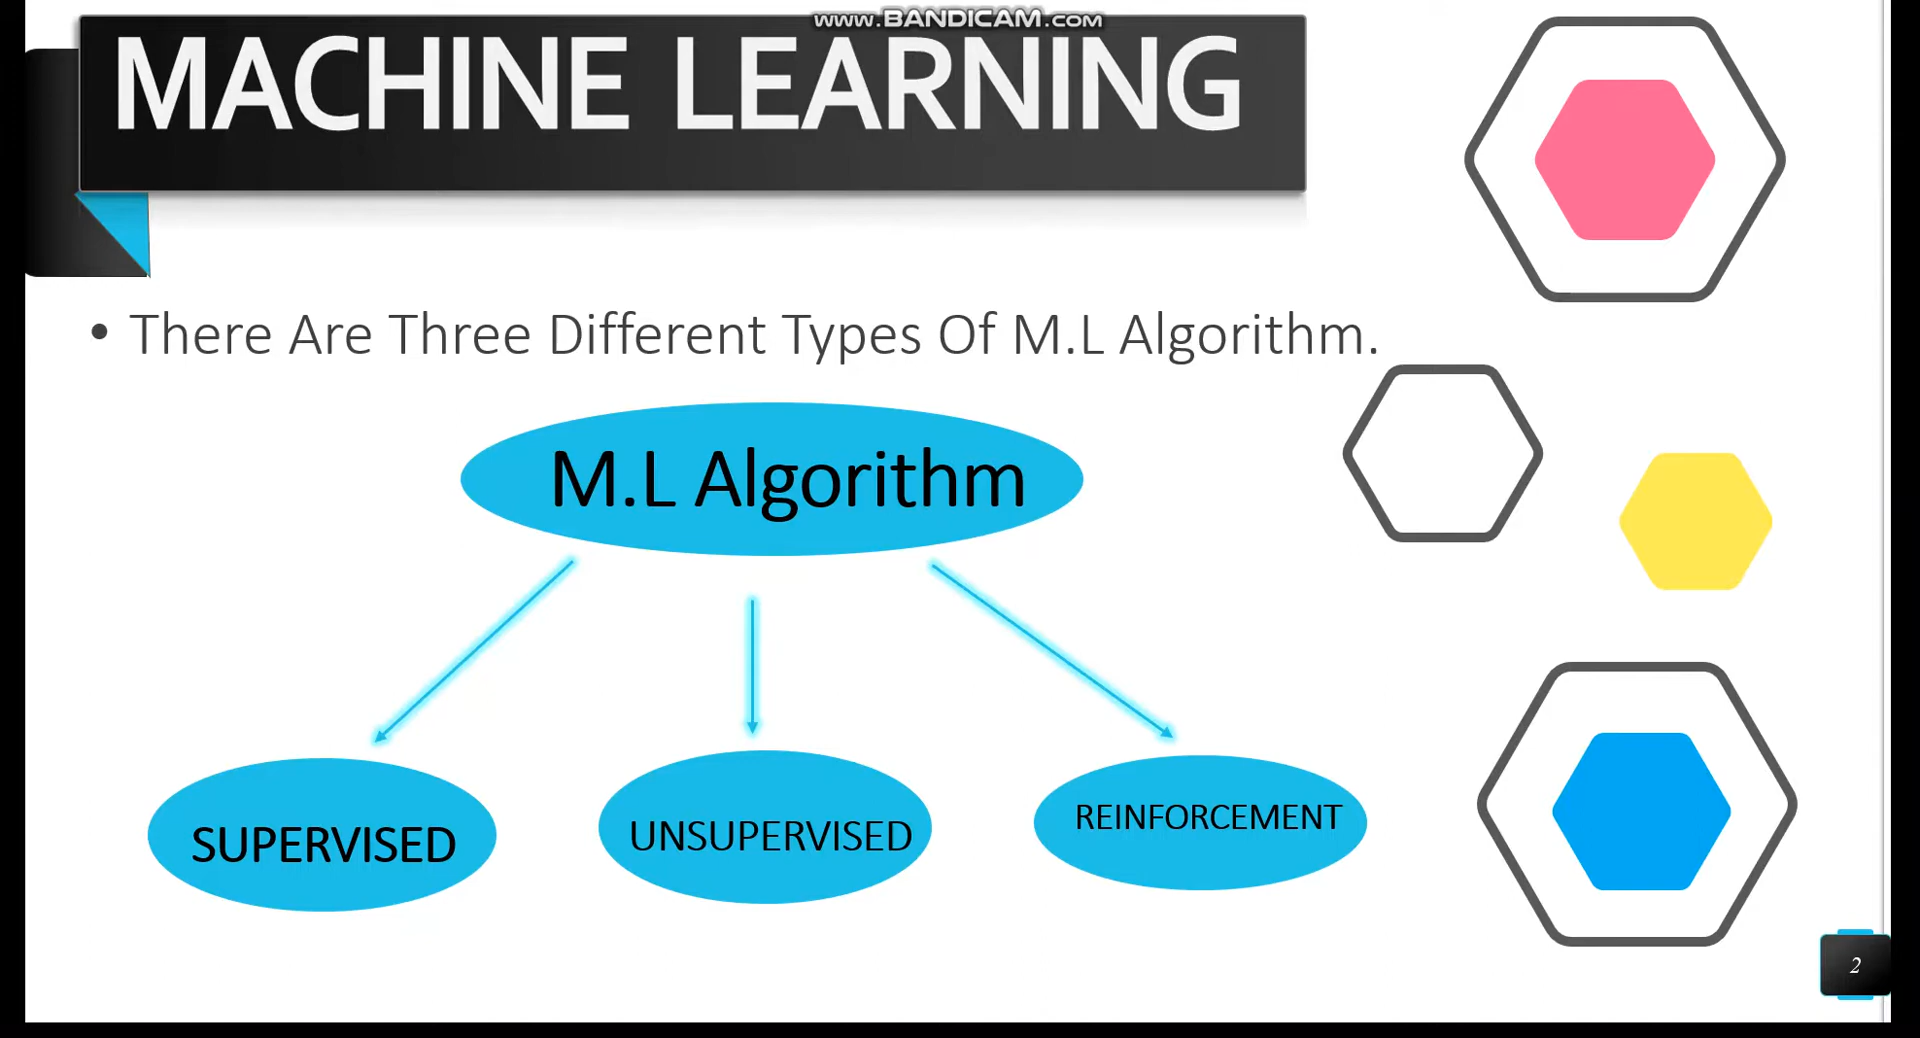 www.BANDICAM.com
MACHINE LEARNING
• There Are Three Different Types Of M.L Algorithm.
M.L Algorithm
SUPERVISED
UNSUPERVISED
REINFORCEMENT
2